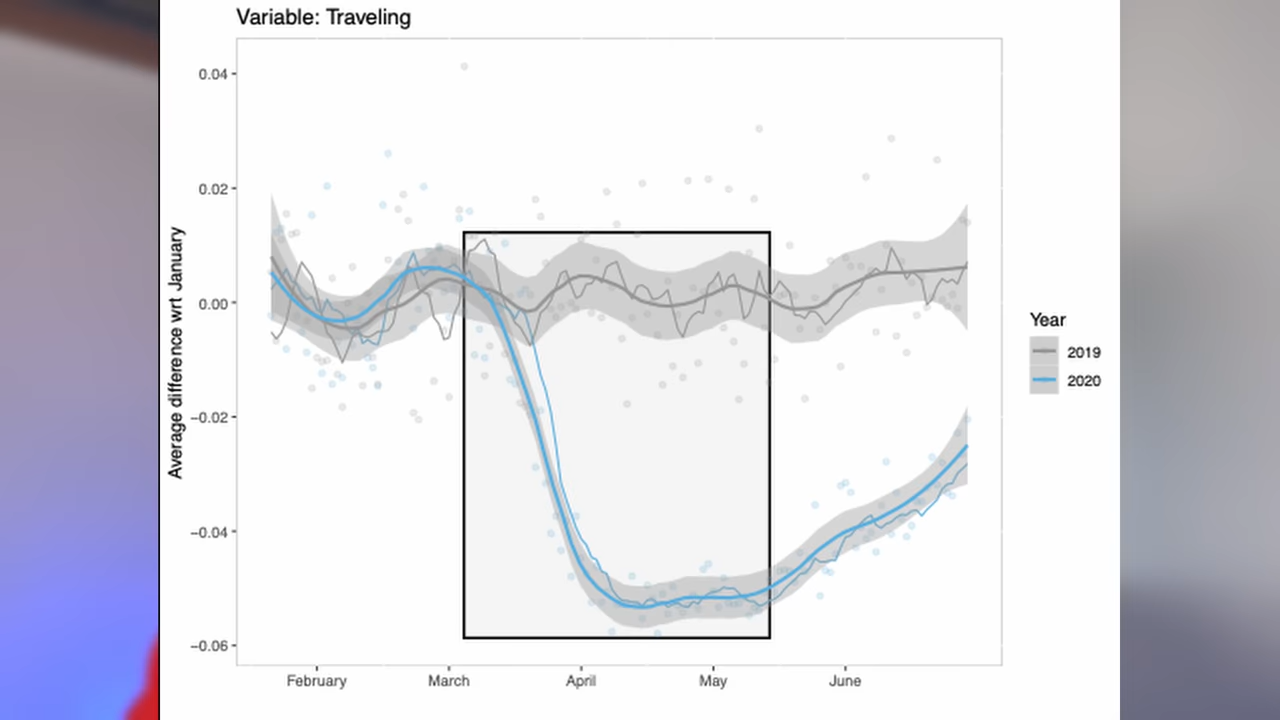 Variable: Traveling
Average difference wrt January
0.04
0.02
0.00
−0.02
−0.04
−0.06
February
March
April
May
June
Year
2019
2020